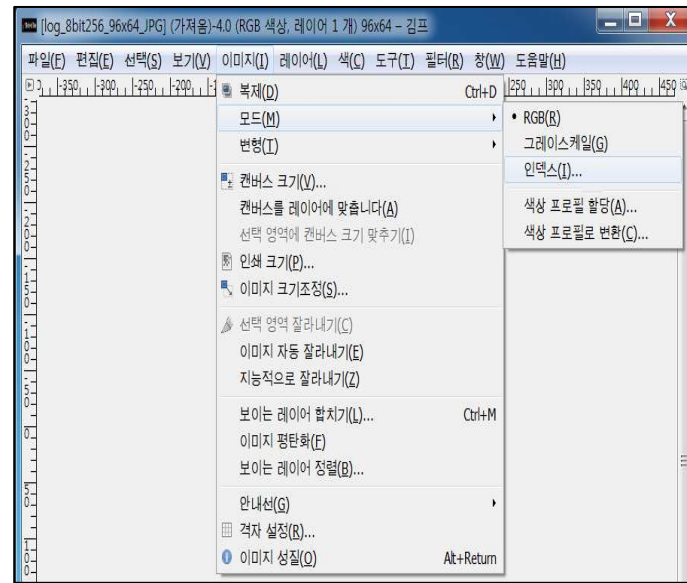 [log_8bit256_96x64_JPG] (가져옴)-4.0 (RGB 색상, 레이어 1 개) 96x64 – 김프
파일(F) 편집(E) 선택(S) 보기(V) 이미지(I) 레이어(L) 색(C) 도구(T) 필터(R) 창(W) 도움말(H)
-350 -300 -250 -200 250 300 350 400 450
복제(D) Ctrl+D
모드(M)
변형(T)
캔버스 크기(V)...
캔버스를 레이어에 맞춥니다(A)
선택 영역에 캔버스 크기 맞추기(I)
인쇄 크기(P)...
이미지 크기조정(S)...
선택 영역 잘라내기(C)
이미지 자동 잘라내기(E)
지능적으로 잘라내기(Z)
보이는 레이어 합치기(L)... Ctrl+M
이미지 평탄화(F)
보이는 레이어 정렬(B)...
안내선(G)
격자 설정(R)...
이미지 성질(O) Alt+Return
RGB(R)
그레이스케일(G)
인덱스(I)...
색상 프로필 할당(A)...
색상 프로필로 변환(C)...